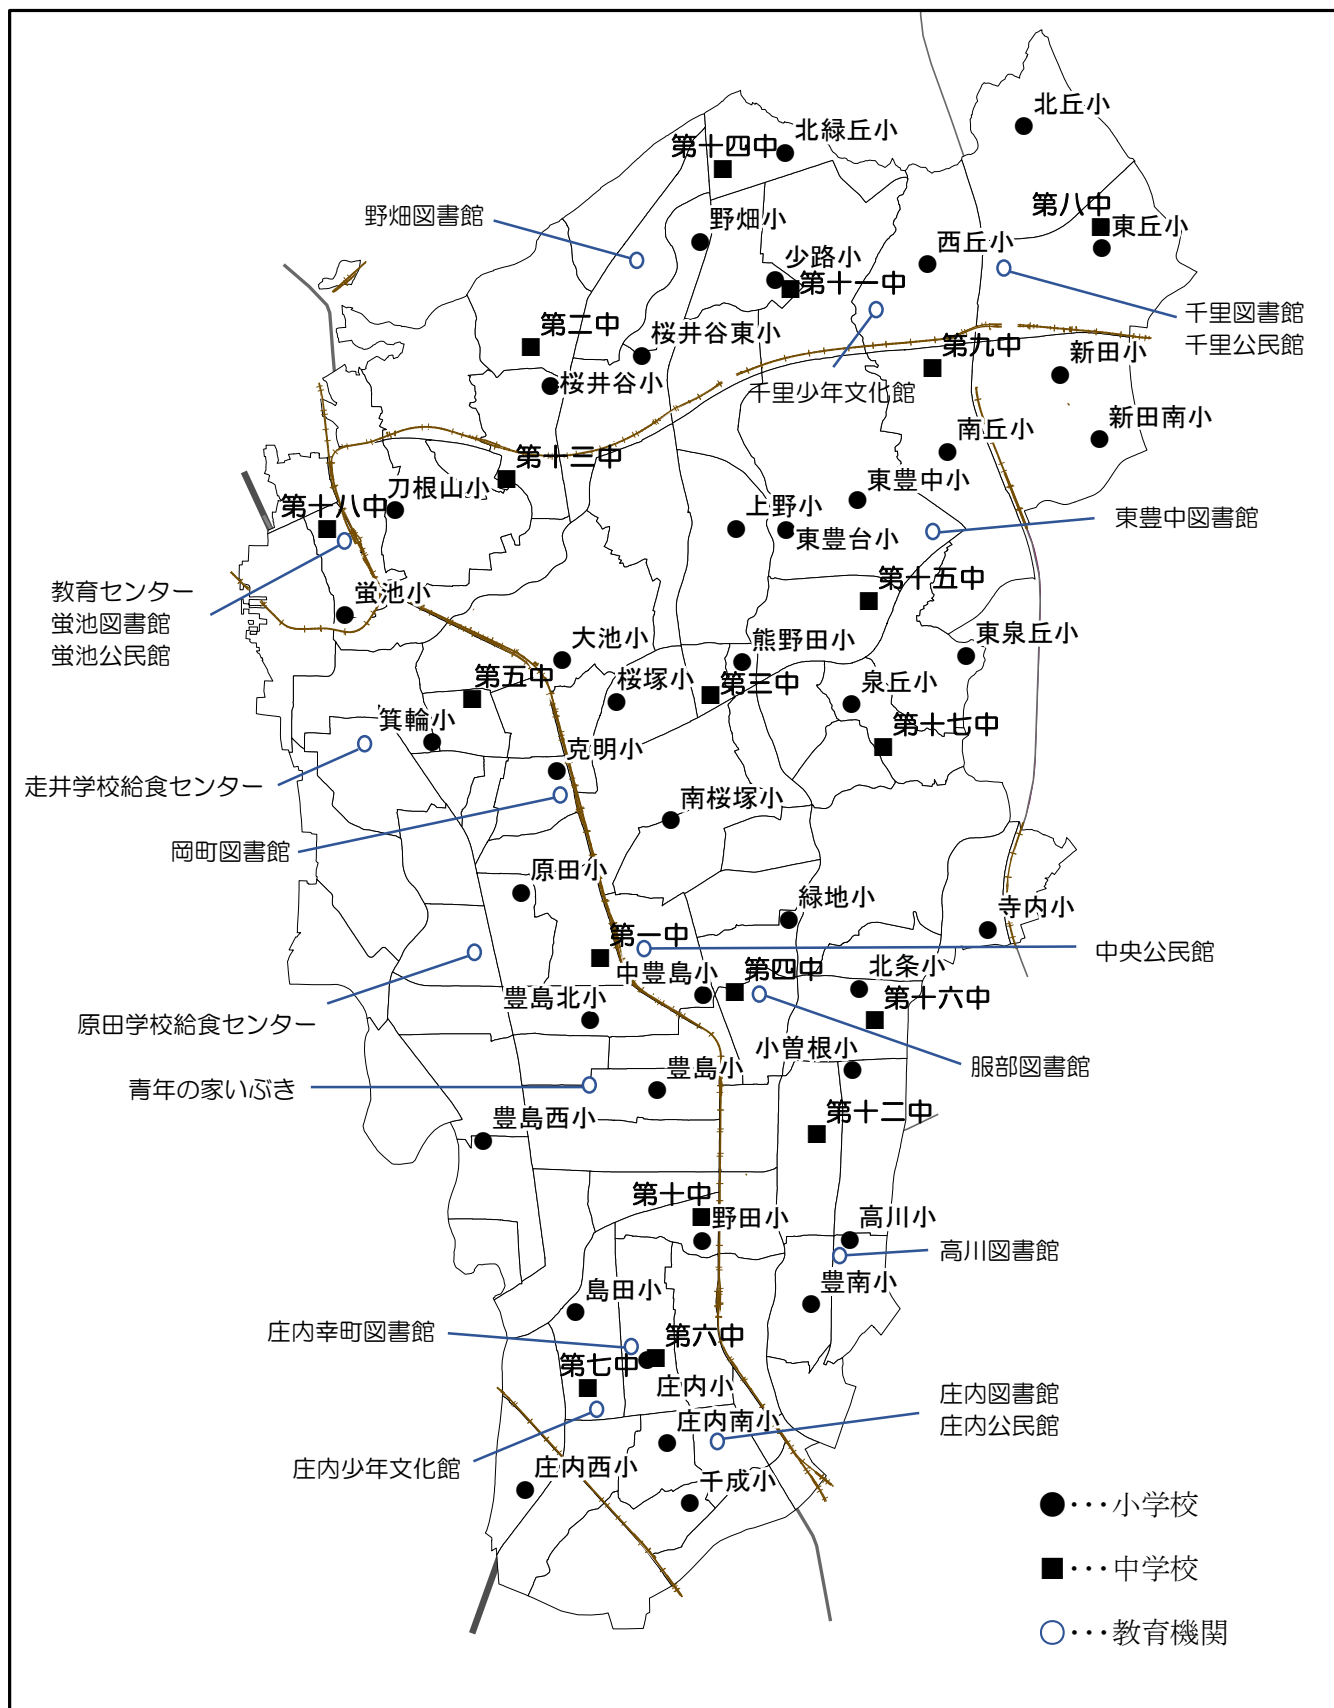 北丘小
北緑丘小
第十四中
第八中
東丘小
野畑図書館
野畑小
西丘小
少路小
第十一中
千里図書館
千里公民館
第二中
桜井谷東小
第九中
新田小
桜井谷小
千里少年文化館
新田南小
南丘小
第十三中
刀根山小
東豊中小
第十八中
上野小
東豊台小
東豊中図書館
教育センター
蛍池図書館
蛍池公民館
第十五中
蛍池小
大池小
熊野田小
東泉丘小
第五中
桜塚小
第三中
泉丘小
箕輪小
第十七中
克明小
走井学校給食センター
南桜塚小
岡町図書館
原田小
緑地小
寺内小
第一中
中央公民館
中豊島小
第四中
北条小
豊島北小
第十六中
原田学校給食センター
小曽根小
服部図書館
豊島小
青年の家いぶき
豊島西小
第十二中
第十中
野田小
高川小
高川図書館
島田小
豊南小
庄内幸町図書館
第六中
第七中
庄内小
庄内図書館
庄内公民館
庄内南小
庄内少年文化館
庄内西小
千成小
●･･･小学校
■･･･中学校
○･･･教育機関